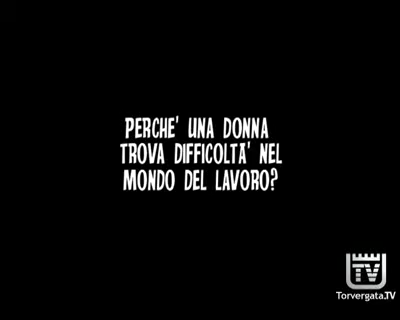 PERCHE' UNA DONNA
TROVA DIFFICOLTA' NEL
MONDO DEL LAVORO?
TV
Torvergata.TV